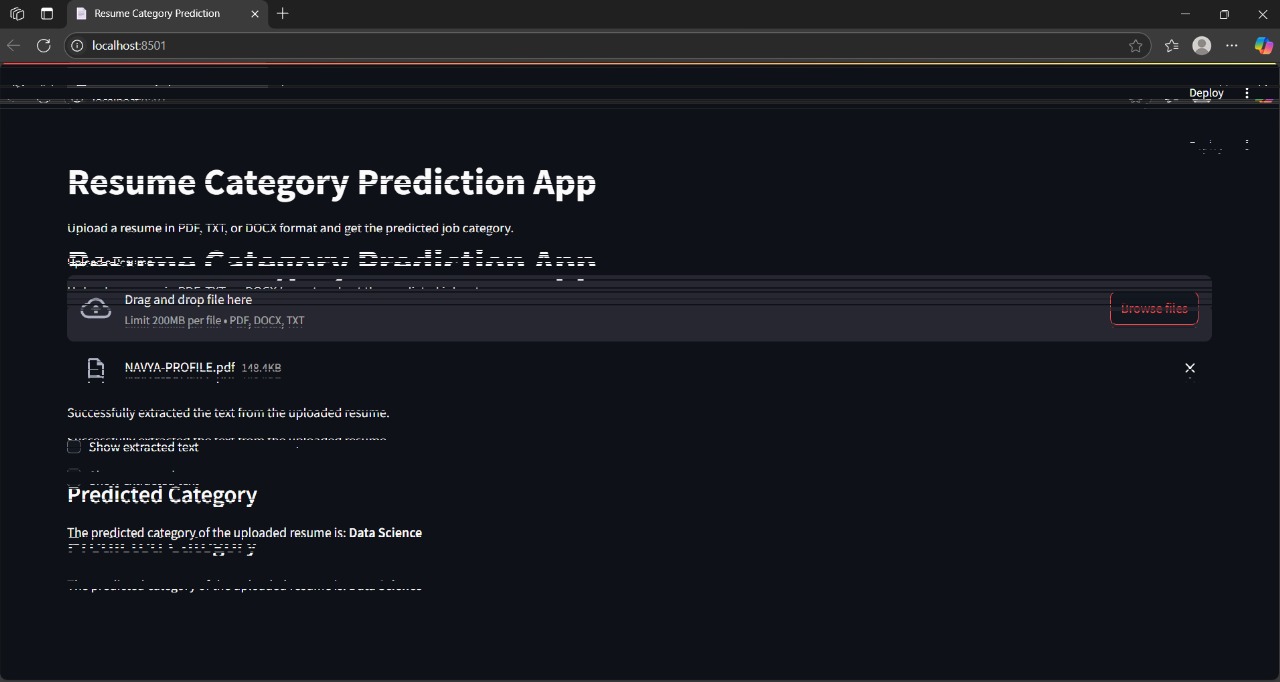 Resume Category Prediction
localhost:8501
Deploy
Resume Category Prediction App
Upload a resume in PDF, TXT, or DOCX format and get the predicted job category.
Drag and drop file here
Limit 200MB per file • PDF, DOCX, TXT
Browse files
NAVYA-PROFILE.pdf 148.4KB
Successfully extracted the text from the uploaded resume.
Show extracted text
Predicted Category
The predicted category of the uploaded resume is: Data Science